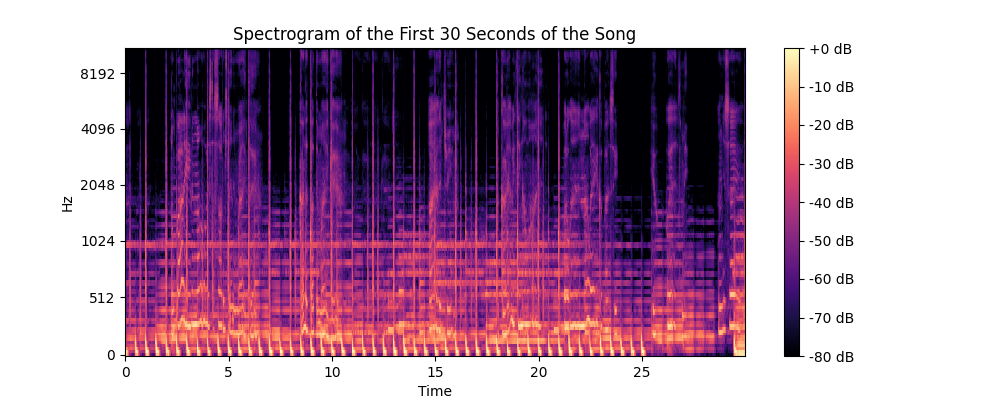 Spectrogram of the First 30 Seconds of the Song
Hz
8192
4096
2048
1024
512
0
0 5 10 15 20 25
Time
+0 dB
-10 dB
-20 dB
-30 dB
-40 dB
-50 dB
-60 dB
-70 dB
-80 dB